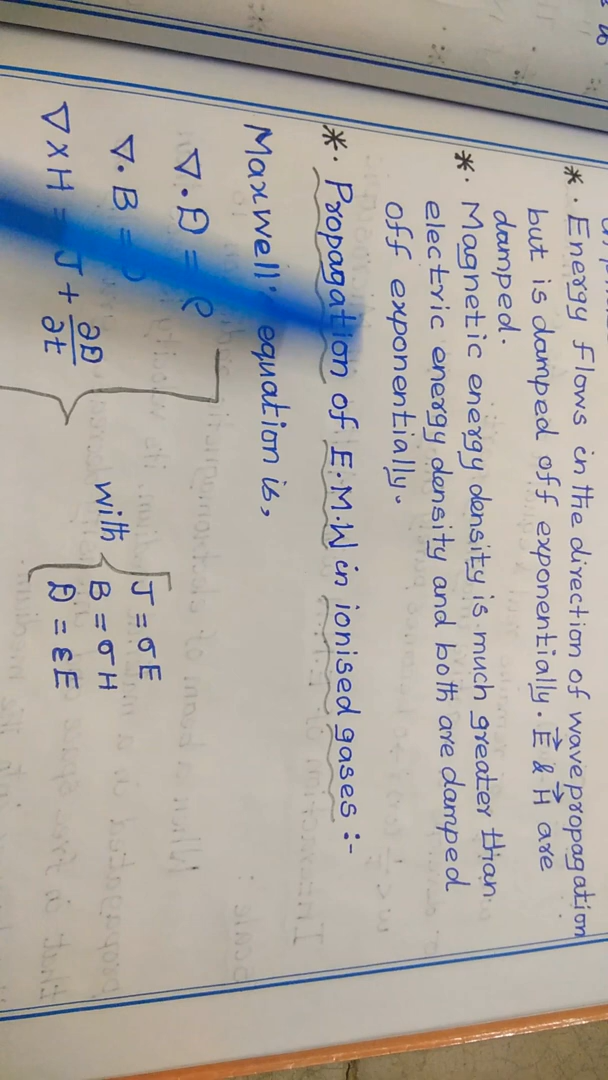 * · Energy flows in the direction of wave propagation
but is damped off exponentially. E⃗ & H⃗ are
damped.
* · Magnetic energy density is much greater than
electric energy density and both are damped
off exponentially.
* · Propagation of E.M.W in ionised gases :-
Maxwell' equation is,
∇ · D = ρ
∇ · B =
∇ × H = J + ∂D/∂t
with
J = σE
B = σH
D = εE